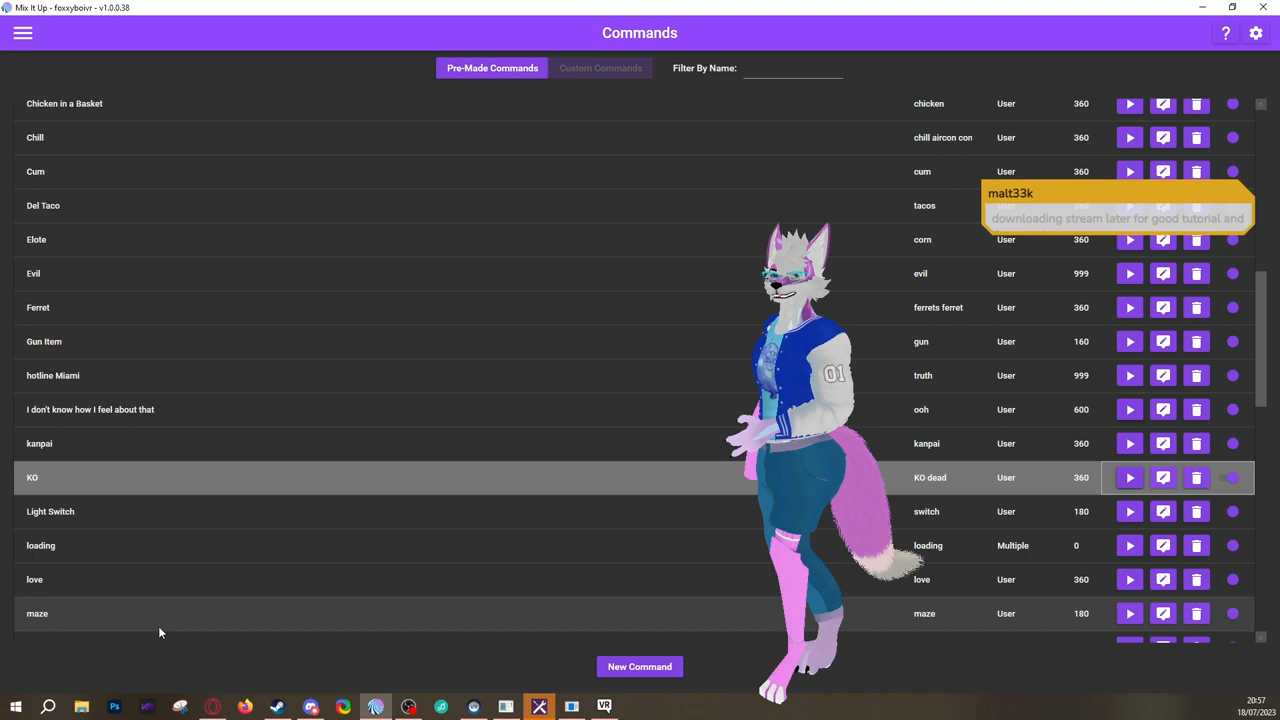 Mix It Up - foxxyboivr - v1.0.0.38
Commands
?
Pre-Made Commands Custom Commands Filter By Name:
Chicken in a Basket chicken User 360
Chill chill aircon con User 360
Cum cum User 360
malt33k
Del Taco tacos
downloading stream later for good tutorial and
Elote corn User 360
Evil evil User 999
Ferret ferrets ferret User 360
Gun Item gun User 160
hotline Miami truth User 999
I don't know how I feel about that ooh User 600
kanpai kanpai User 360
KO KO dead User 360
Light Switch switch User 180
loading loading Multiple 0
love love User 360
maze maze User 180
New Command
01
Ps
VR
20:57
18/07/2023